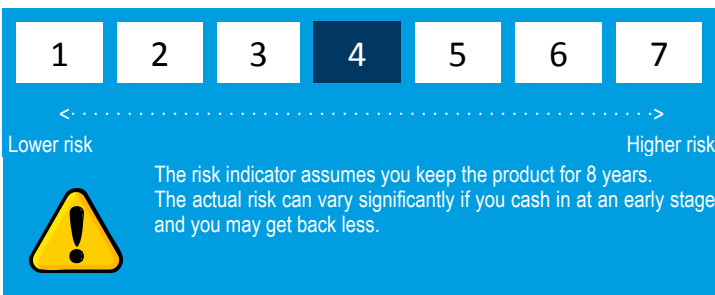 1 2 3 4 5 6 7
Lower risk Higher risk
The risk indicator assumes you keep the product for 8 years.
The actual risk can vary significantly if you cash in at an early stage
and you may get back less.